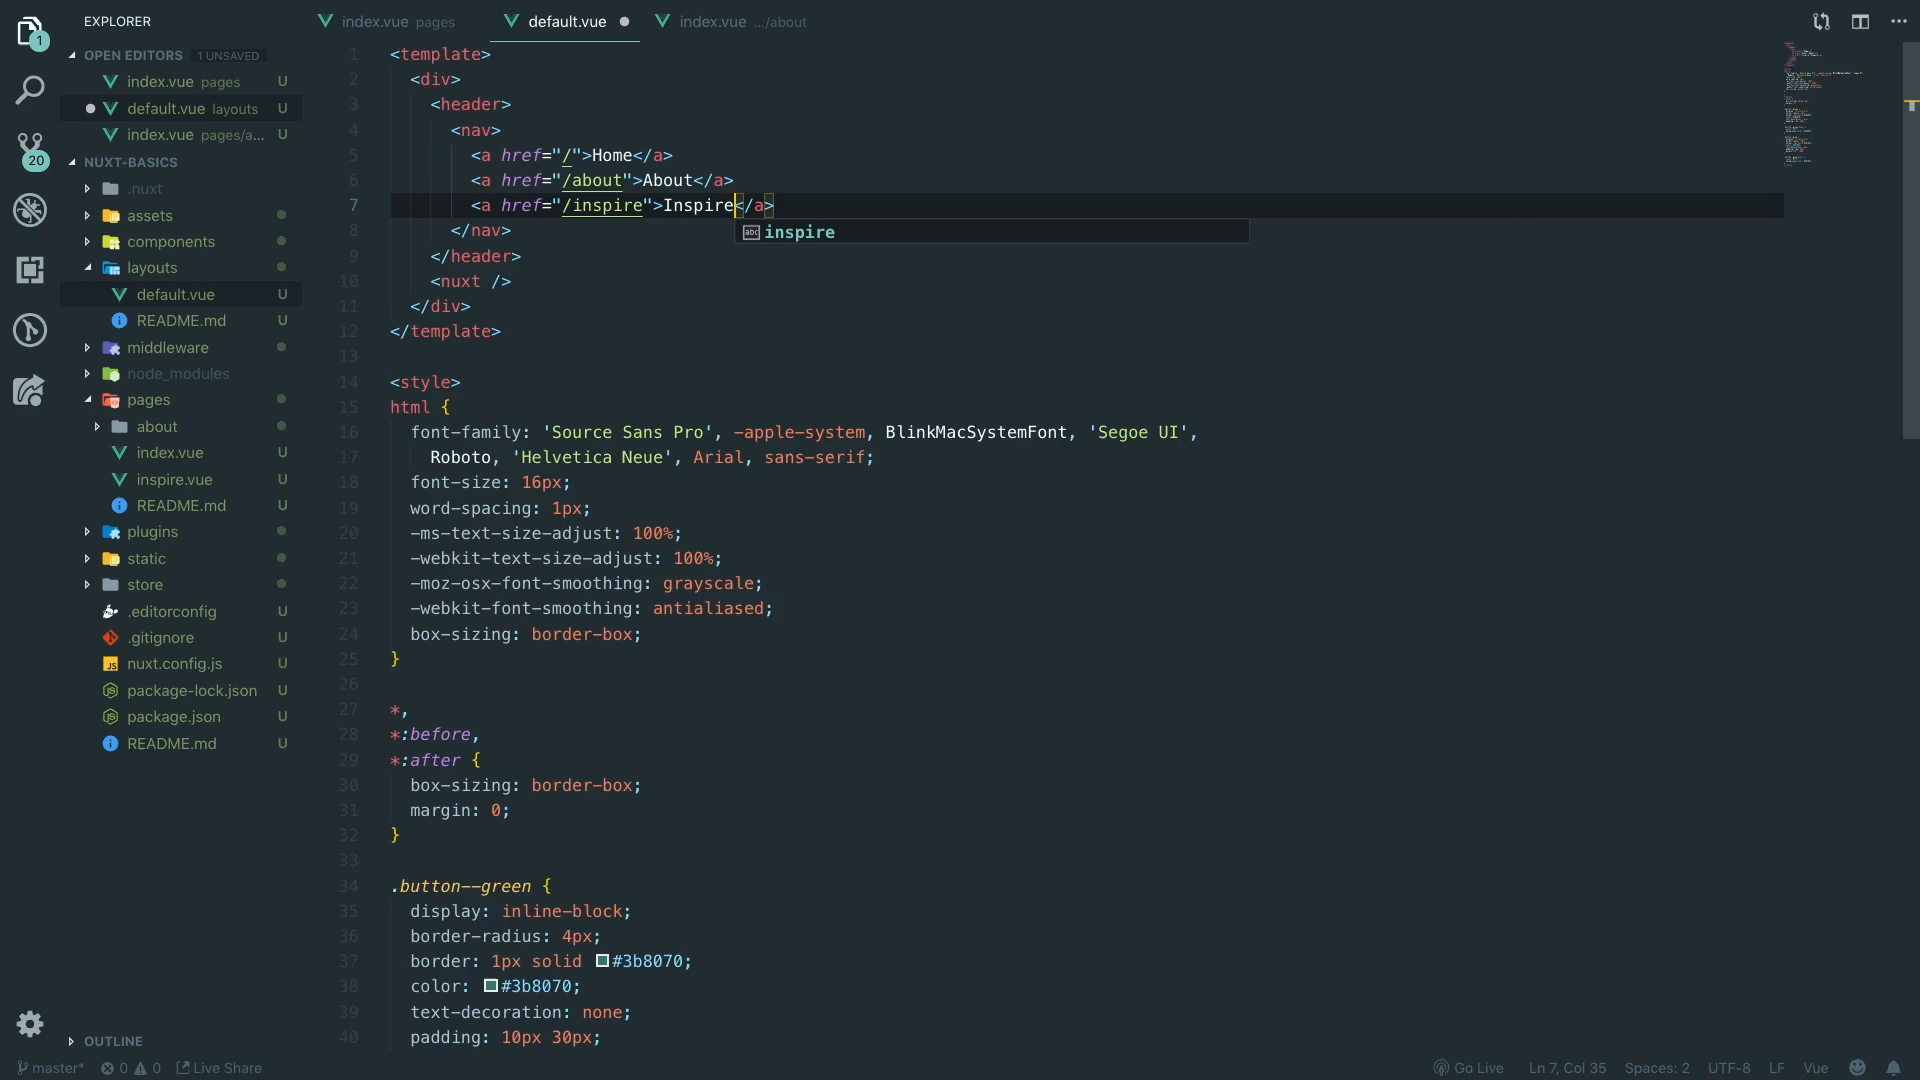 EXPLORER
index.vue pages
default.vue
index.vue .../about
1
OPEN EDITORS 1 UNSAVED
index.vue pages U
default.vue layouts U
index.vue pages/a... U
20
NUXT-BASICS
.nuxt
assets
components
layouts
default.vue U
README.md U
middleware
node_modules
pages
about
index.vue U
inspire.vue U
README.md U
plugins
static
store
.editorconfig U
.gitignore U
nuxt.config.js U
package-lock.json U
package.json U
README.md U
OUTLINE
1 <template>
2 <div>
3 <header>
4 <nav>
5 <a href="/">Home</a>
6 <a href="/about">About</a>
7 <a href="/inspire">Inspire</a>
abc inspire
8 </nav>
9 </header>
10 <nuxt />
11 </div>
12 </template>
13
14 <style>
15 html {
16 font-family: 'Source Sans Pro', -apple-system, BlinkMacSystemFont, 'Segoe UI',
17 Roboto, 'Helvetica Neue', Arial, sans-serif;
18 font-size: 16px;
19 word-spacing: 1px;
20 -ms-text-size-adjust: 100%;
21 -webkit-text-size-adjust: 100%;
22 -moz-osx-font-smoothing: grayscale;
23 -webkit-font-smoothing: antialiased;
24 box-sizing: border-box;
25 }
26
27 *,
28 *:before,
29 *:after {
30 box-sizing: border-box;
31 margin: 0;
32 }
33
34 .button--green {
35 display: inline-block;
36 border-radius: 4px;
37 border: 1px solid #3b8070;
38 color: #3b8070;
39 text-decoration: none;
40 padding: 10px 30px;
master* 0 0 Live Share
Go Live Ln 7, Col 35 Spaces: 2 UTF-8 LF Vue